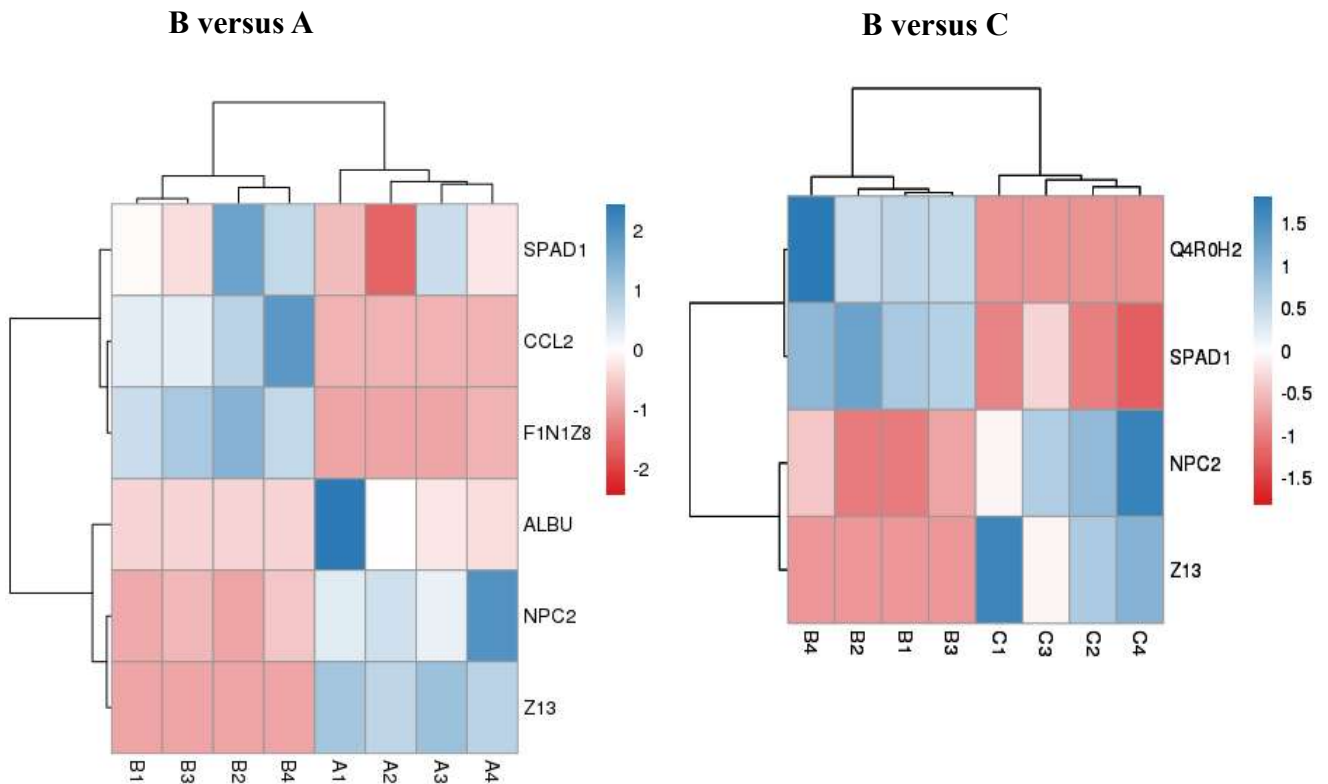 B versus A
SPAD1
CCL2
F1N1Z8
ALBU
NPC2
Z13
2
1
0
-1
-2
B1 B3 B2 B4 A1 A2 A3 A4
B versus C
Q4R0H2
SPAD1
NPC2
Z13
1.5
1
0.5
0
-0.5
-1
-1.5
B4 B2 B1 B3 C1 C3 C2 C4